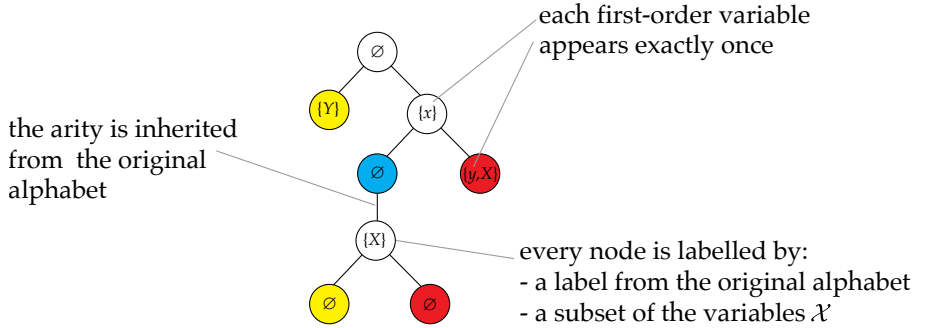 each first-order variable
appears exactly once
∅
{Y}
{x}
the arity is inherited
from the original
alphabet
∅
{y,X}
{X}
every node is labelled by:
- a label from the original alphabet
- a subset of the variables 𝒳
∅
∅